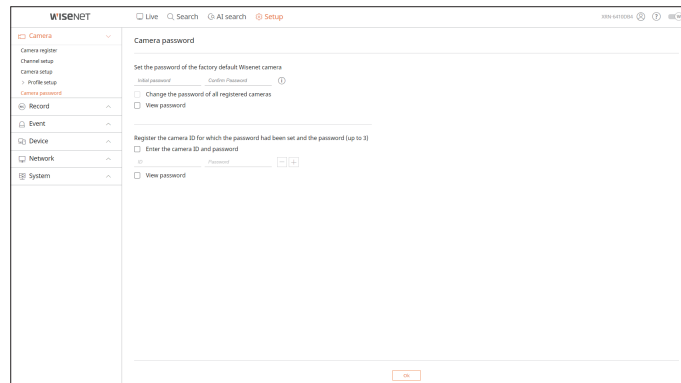 WISENET
Live Search AI search Setup
XRN-6410DB4
Camera
Camera register
Channel setup
Camera setup
Profile setup
Camera password
Record
Event
Device
Network
System
Camera password
Set the password of the factory default Wisenet camera
Initial password Confirm Password
Change the password of all registered cameras
View password
Register the camera ID for which the password had been set and the password (up to 3)
Enter the camera ID and password
ID Password
View password
Ok